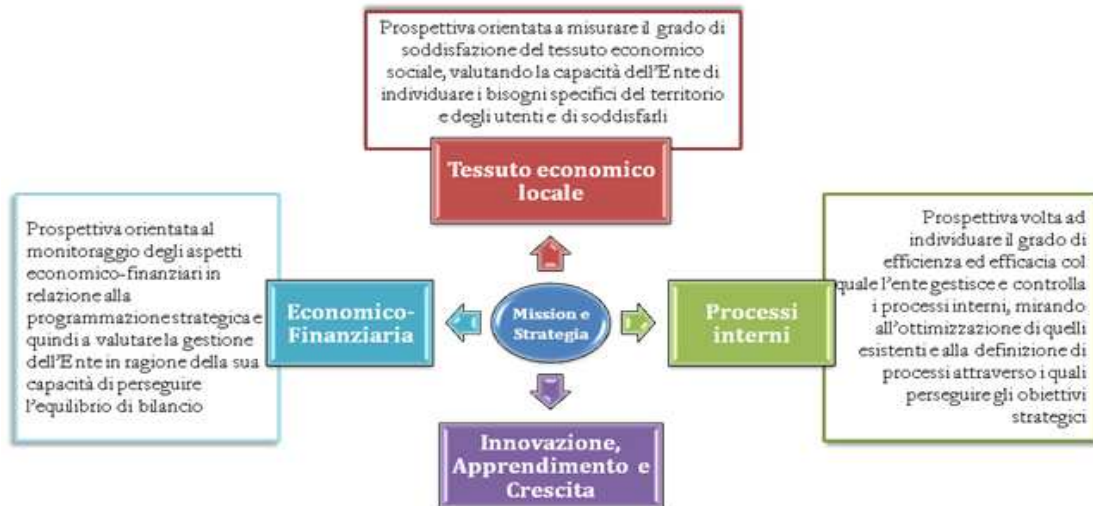 Prospettiva orientata a misurare il grado di
soddisfazione del tessuto economico
sociale, valutando la capacità dell'Ente di
individuare i bisogni specifici del territorio
e degli utenti e di soddisfarli
Tessuto economico
locale
Prospettiva orientata al
monitoraggio degli aspetti
economico-finanziari in
relazione alla
programmazione strategica e
quindi a valutare la gestione
dell'Ente in ragione della sua
capacità di perseguire
l'equilibrio di bilancio
Economico-
Finanziaria
Mission e
Strategia
Processi
interni
Prospettiva volta ad
individuare il grado di
efficienza ed efficacia col
quale l'ente gestisce e controlla
i processi interni, mirando
all'ottimizzazione di quelli
esistenti e alla definizione di
processi attraverso i quali
perseguire gli obiettivi
strategici
Innovazione,
Apprendimento e
Crescita